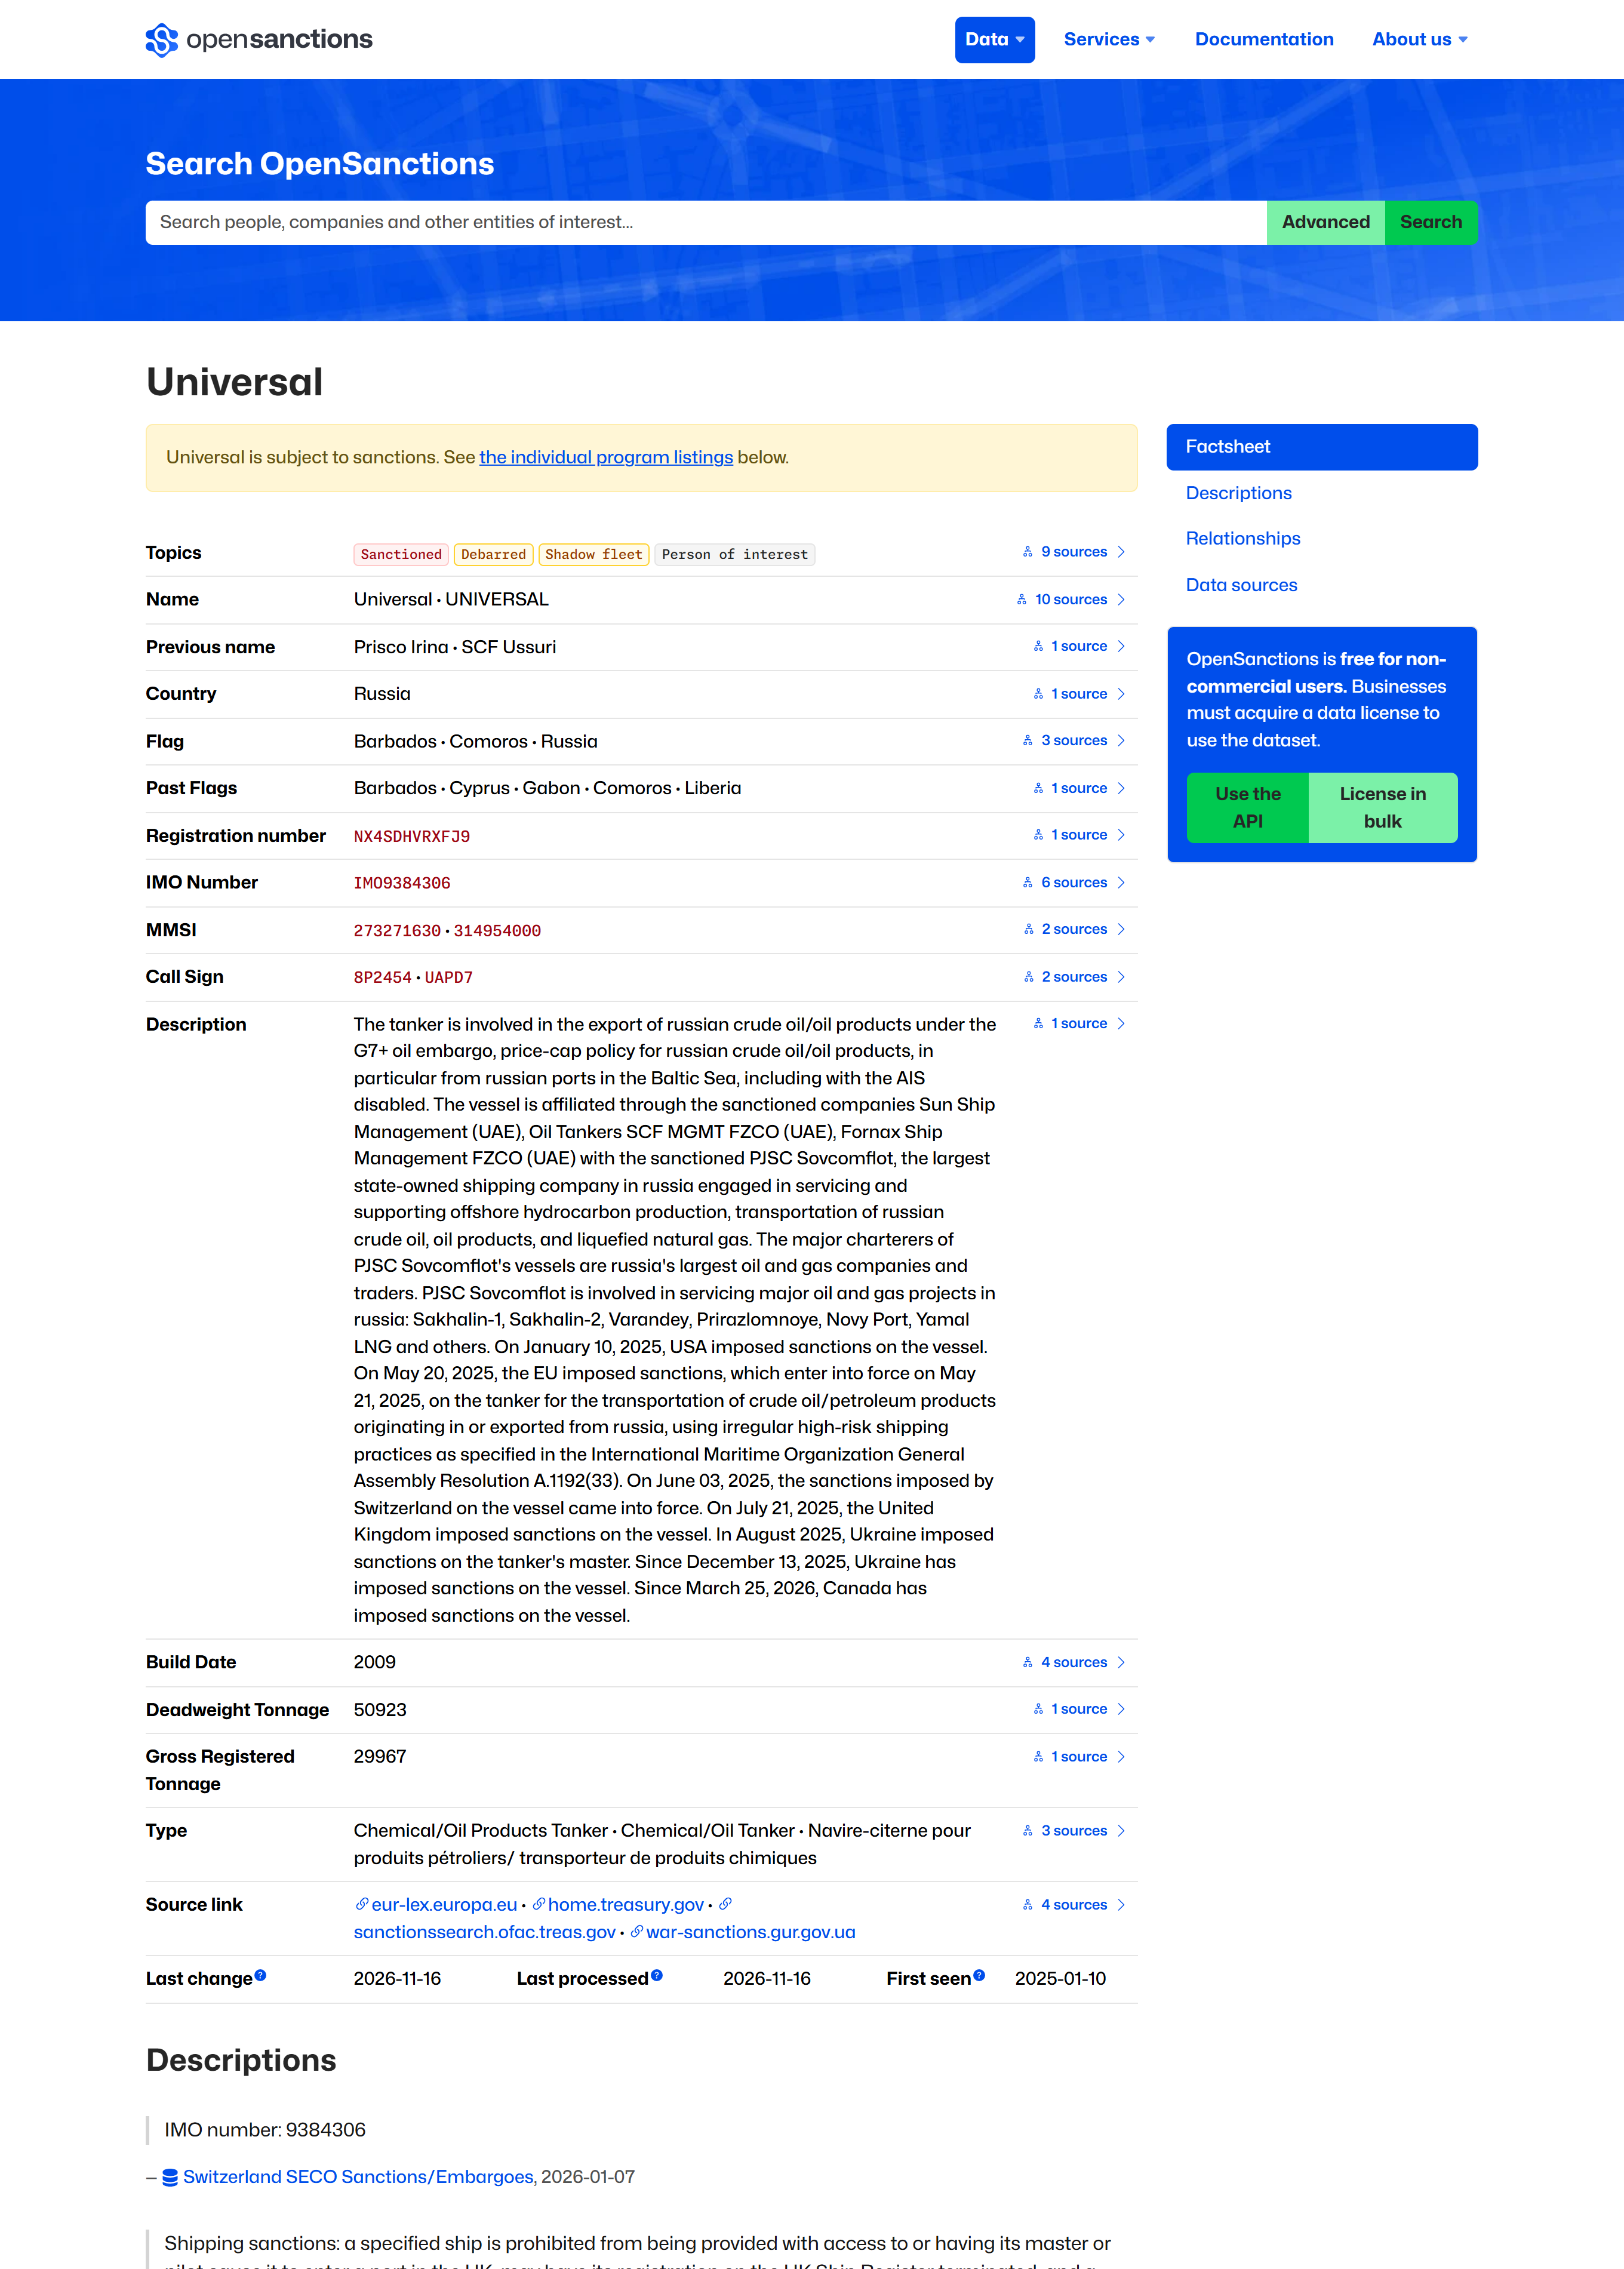 opensanctions
Data
Services
Documentation
About us
Search OpenSanctions
Search people, companies and other entities of interest...
Advanced
Search
Universal
Universal is subject to sanctions. See the individual program listings below.
Factsheet
Descriptions
Relationships
Data sources
OpenSanctions is free for non-
commercial users. Businesses
must acquire a data license to
use the dataset.
Use the
API
License in
bulk
Topics Sanctioned Debarred Shadow fleet Person of interest 9 sources
Name Universal • UNIVERSAL 10 sources
Previous name Prisco Irina • SCF Ussuri 1 source
Country Russia 1 source
Flag Barbados • Comoros • Russia 3 sources
Past Flags Barbados • Cyprus • Gabon • Comoros • Liberia 1 source
Registration number NX4SDHVRXFJ9 1 source
IMO Number IMO9384306 6 sources
MMSI 273271630 • 314954000 2 sources
Call Sign 8P2454 • UAPD7 2 sources
Description The tanker is involved in the export of russian crude oil/oil products under the 1 source
G7+ oil embargo, price-cap policy for russian crude oil/oil products, in
particular from russian ports in the Baltic Sea, including with the AIS
disabled. The vessel is affiliated through the sanctioned companies Sun Ship
Management (UAE), Oil Tankers SCF MGMT FZCO (UAE), Fornax Ship
Management FZCO (UAE) with the sanctioned PJSC Sovcomflot, the largest
state-owned shipping company in russia engaged in servicing and
supporting offshore hydrocarbon production, transportation of russian
crude oil, oil products, and liquefied natural gas. The major charterers of
PJSC Sovcomflot's vessels are russia's largest oil and gas companies and
traders. PJSC Sovcomflot is involved in servicing major oil and gas projects in
russia: Sakhalin-1, Sakhalin-2, Varandey, Prirazlomnoye, Novy Port, Yamal
LNG and others. On January 10, 2025, USA imposed sanctions on the vessel.
On May 20, 2025, the EU imposed sanctions, which enter into force on May
21, 2025, on the tanker for the transportation of crude oil/petroleum products
originating in or exported from russia, using irregular high-risk shipping
practices as specified in the International Maritime Organization General
Assembly Resolution A.1192(33). On June 03, 2025, the sanctions imposed by
Switzerland on the vessel came into force. On July 21, 2025, the United
Kingdom imposed sanctions on the vessel. In August 2025, Ukraine imposed
sanctions on the tanker's master. Since December 13, 2025, Ukraine has
imposed sanctions on the vessel. Since March 25, 2026, Canada has
imposed sanctions on the vessel.
Build Date 2009 4 sources
Deadweight Tonnage 50923 1 source
Gross Registered 29967 1 source
Tonnage
Type Chemical/Oil Products Tanker • Chemical/Oil Tanker • Navire-citerne pour 3 sources
produits pétroliers/ transporteur de produits chimiques
Source link eur-lex.europa.eu • home.treasury.gov • 4 sources
sanctionssearch.ofac.treas.gov • war-sanctions.gur.gov.ua
Last change? 2026-11-16 Last processed? 2026-11-16 First seen? 2025-01-10
Descriptions
IMO number: 9384306
– Switzerland SECO Sanctions/Embargoes, 2026-01-07
Shipping sanctions: a specified ship is prohibited from being provided with access to or having its master or
pilot cause it to enter a port in the UK, may have its registration on the UK Ship Register terminated, and a